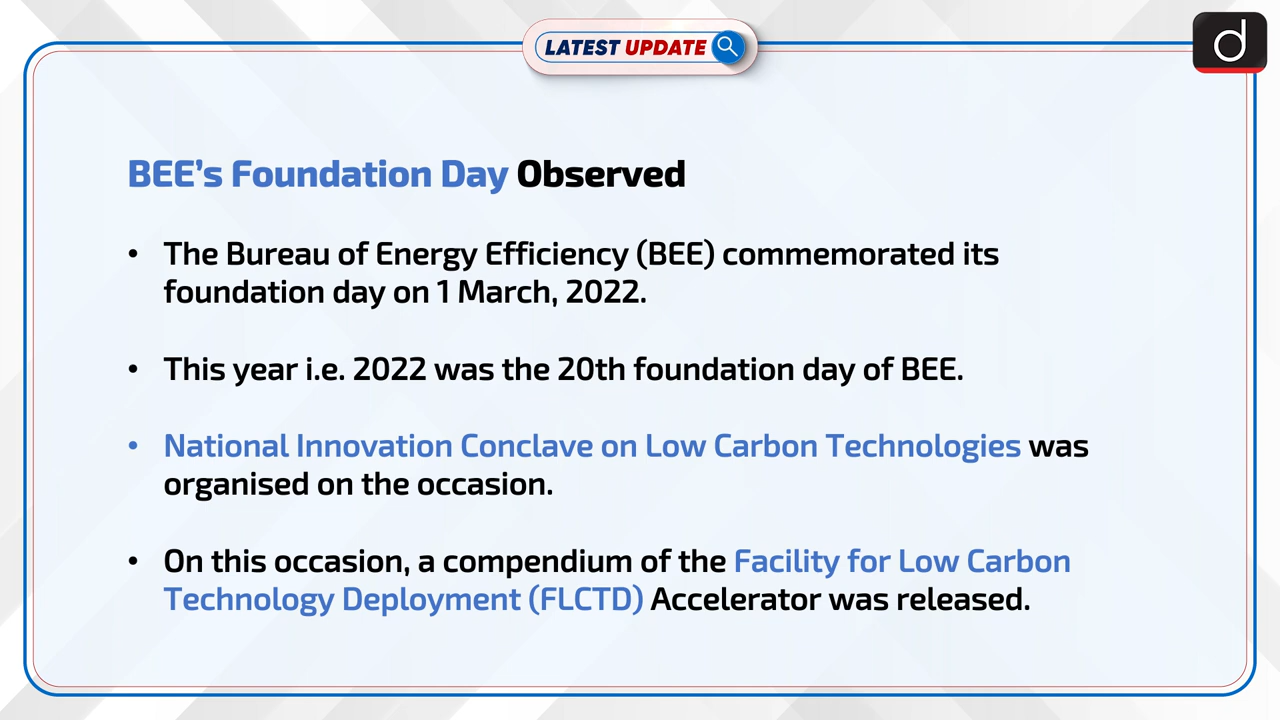 LATEST UPDATE
d
BEE's Foundation Day Observed
• The Bureau of Energy Efficiency (BEE) commemorated its
foundation day on 1 March, 2022.
• This year i.e. 2022 was the 20th foundation day of BEE.
• National Innovation Conclave on Low Carbon Technologies was
organised on the occasion.
• On this occasion, a compendium of the Facility for Low Carbon
Technology Deployment (FLCTD) Accelerator was released.